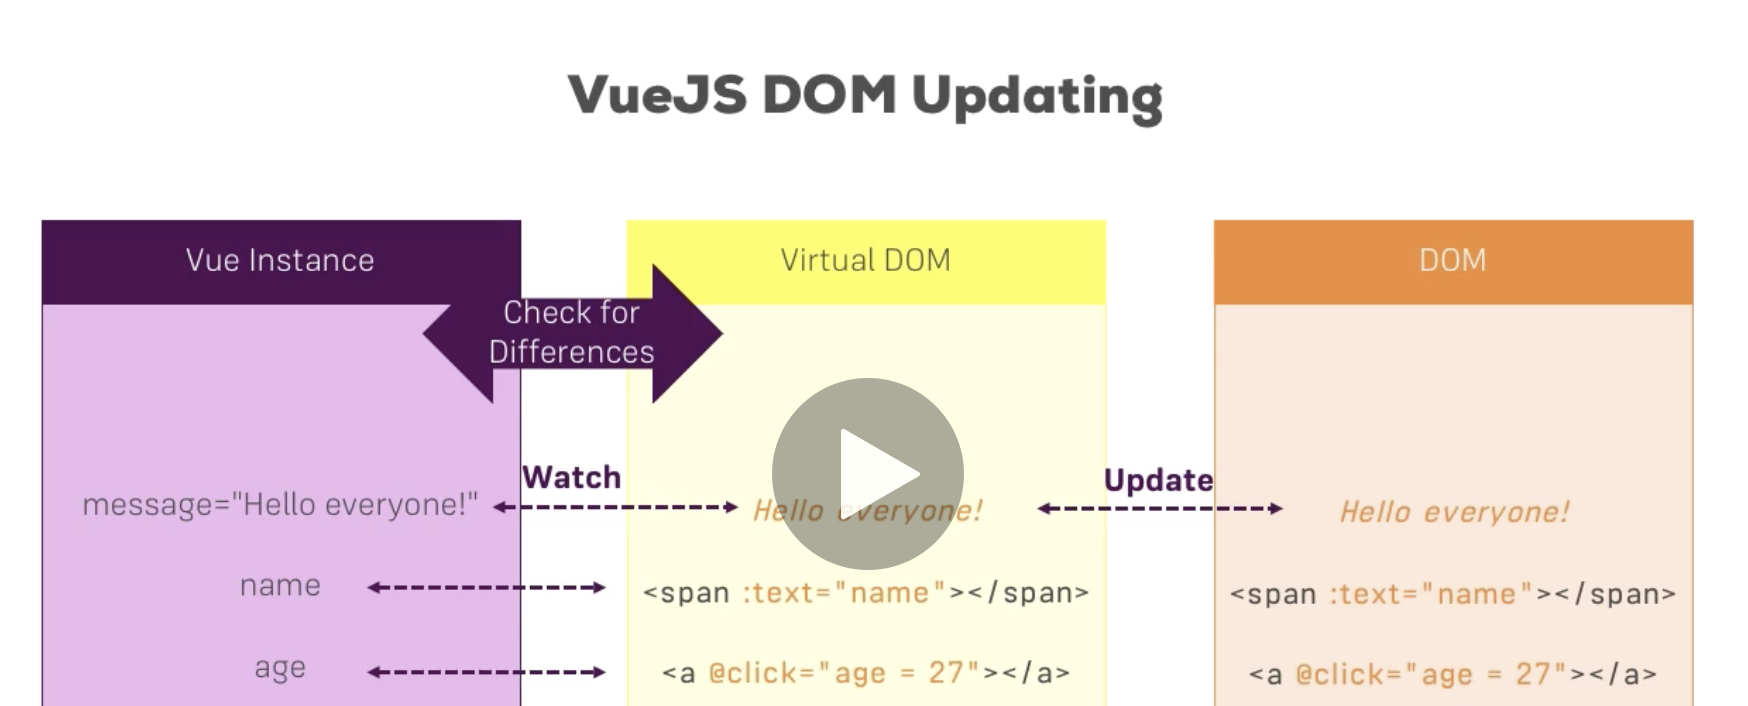 VueJS DOM Updating
Vue Instance
Virtual DOM
DOM
Check for
Differences
Watch
Update
message="Hello everyone!"
Hello everyone!
Hello everyone!
name
<span :text="name"></span>
<span :text="name"></span>
age
<a @click="age = 27"></a>
<a @click="age = 27"></a>